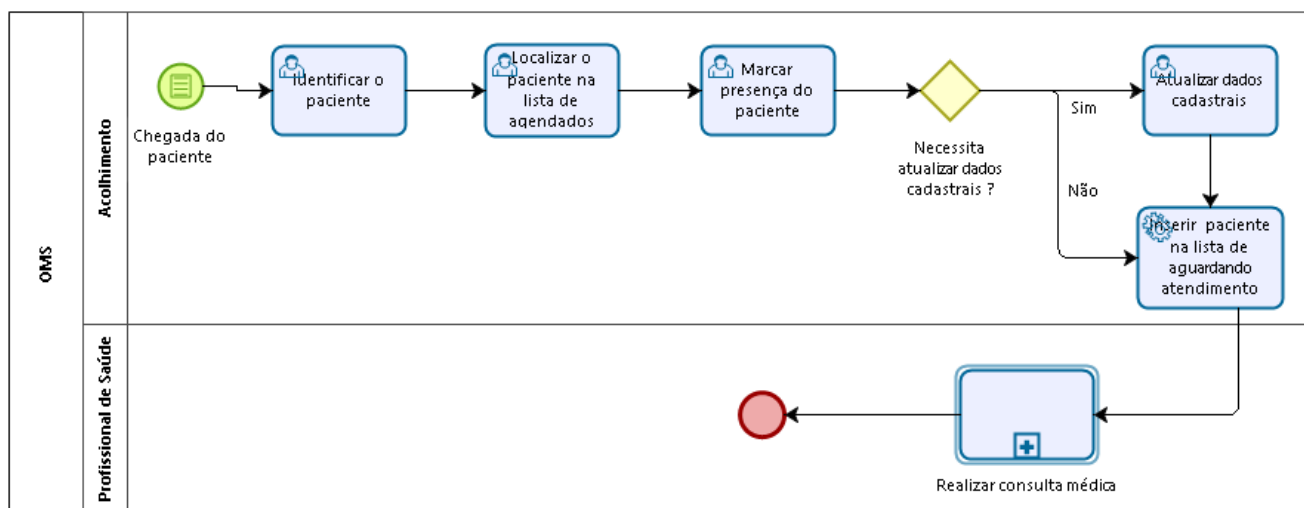 OMS
Acolhimento
Chegada do
paciente
Identificar o
paciente
Localizar o
paciente na
lista de
agendados
Marcar
presença do
paciente
Necessita
atualizar dados
cadastrais ?
Sim
Não
Atualizar dados
cadastrais
Inserir paciente
na lista de
aguardando
atendimento
Profissional de Saúde
Realizar consulta médica